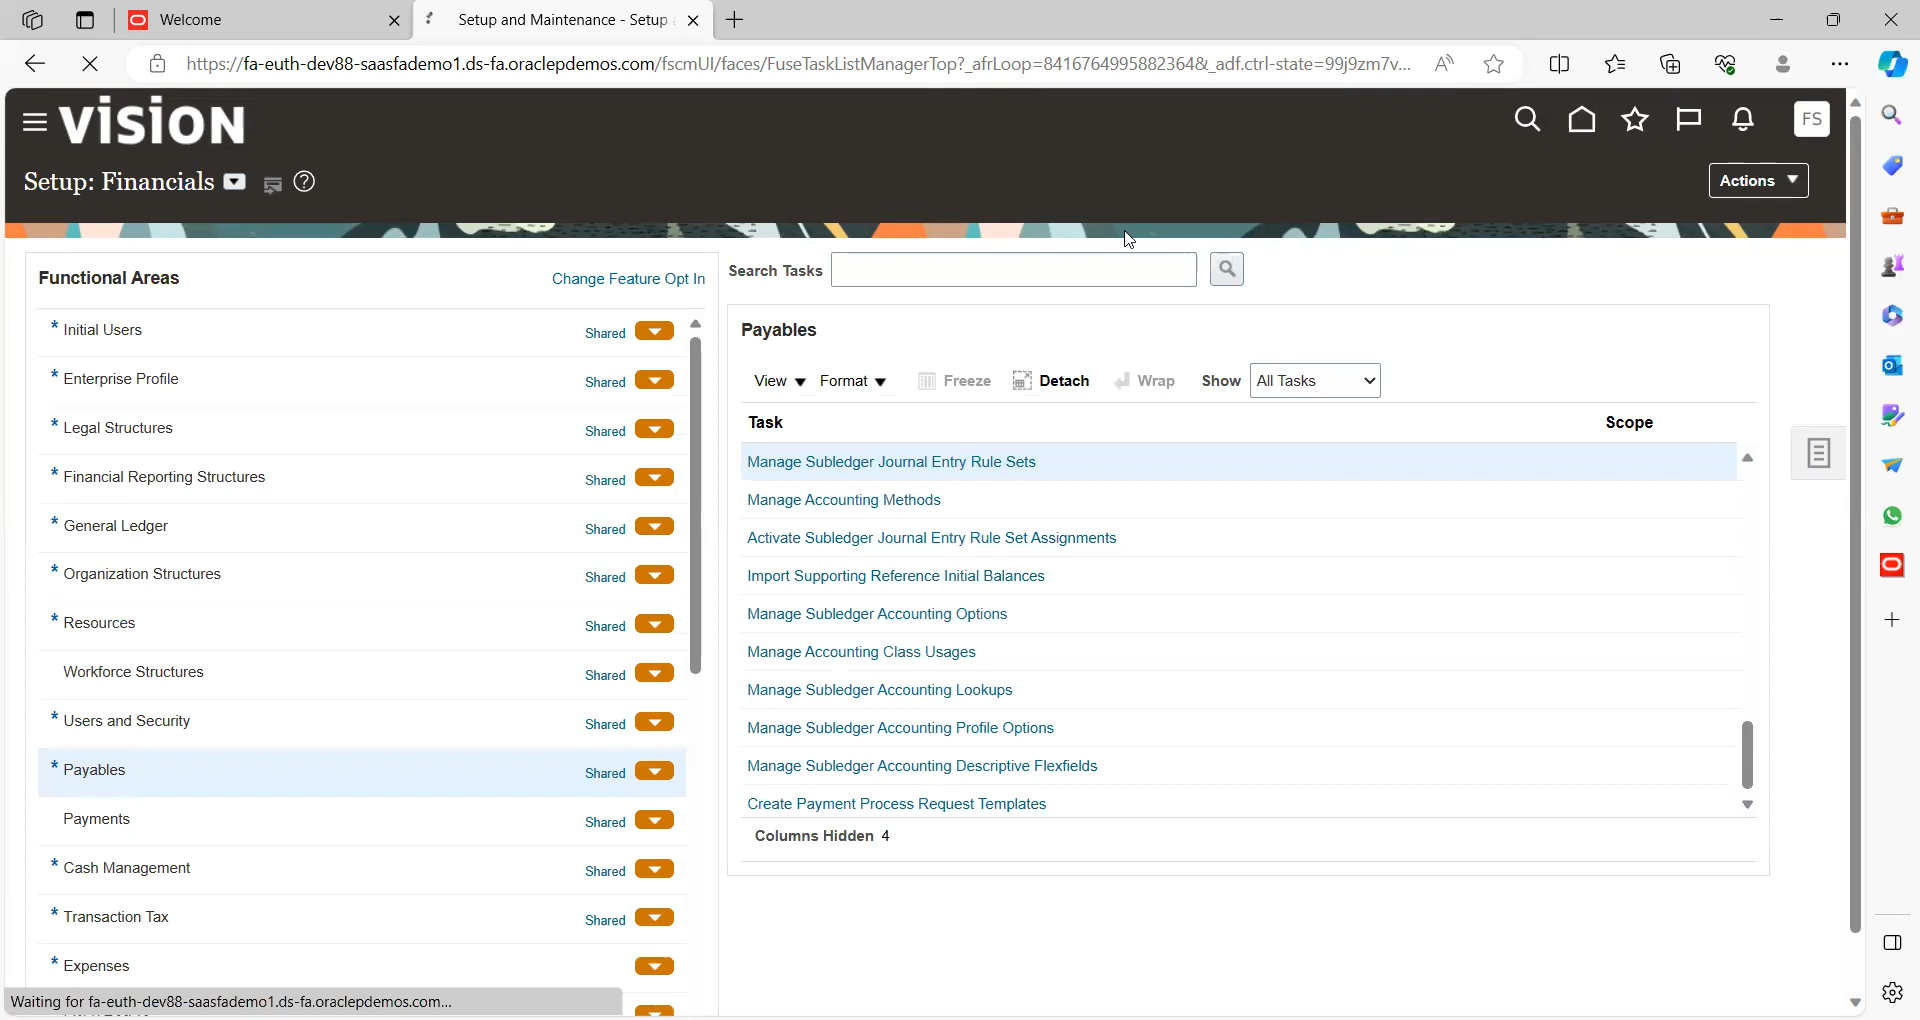 Welcome
Setup and Maintenance - Setup
https://fa-euth-dev88-saasfademo1.ds-fa.oraclepdemos.com/fscmUI/faces/FuseTaskListManagerTop?_afrLoop=84167649958823648&_adf.ctrl-state=99j9zm7v...
VISION
FS
Setup: Financials
Actions
Functional Areas
Change Feature Opt In
Search Tasks
* Initial Users Shared
* Enterprise Profile Shared
* Legal Structures Shared
* Financial Reporting Structures Shared
* General Ledger Shared
* Organization Structures Shared
* Resources Shared
Workforce Structures Shared
* Users and Security Shared
* Payables Shared
Payments Shared
* Cash Management Shared
* Transaction Tax Shared
* Expenses
Payables
View Format Freeze Detach Wrap Show All Tasks
Task Scope
Manage Subledger Journal Entry Rule Sets
Manage Accounting Methods
Activate Subledger Journal Entry Rule Set Assignments
Import Supporting Reference Initial Balances
Manage Subledger Accounting Options
Manage Accounting Class Usages
Manage Subledger Accounting Lookups
Manage Subledger Accounting Profile Options
Manage Subledger Accounting Descriptive Flexfields
Create Payment Process Request Templates
Columns Hidden 4
Waiting for fa-euth-dev88-saasfademo1.ds-fa.oraclepdemos.com...